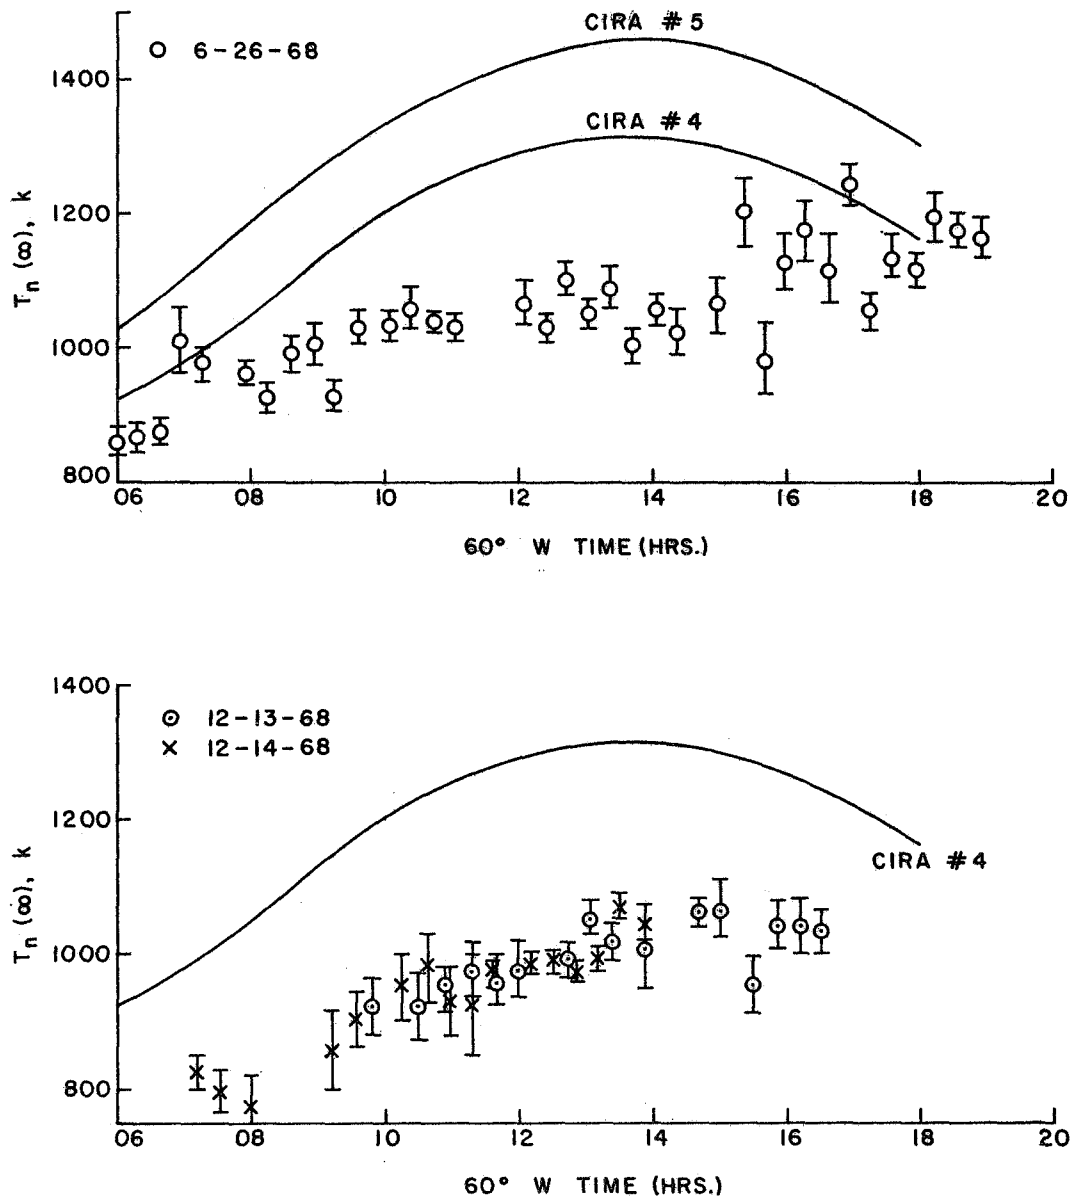 CIRA #5
6-26-68
1400
CIRA #4
1200
1000
800
Tn (∞), k
06 08 10 12 14 16 18 20
60° W TIME (HRS.)
1400
12-13-68
12-14-68
1200
CIRA #4
1000
800
Tn (∞), k
06 08 10 12 14 16 18 20
60° W TIME (HRS.)